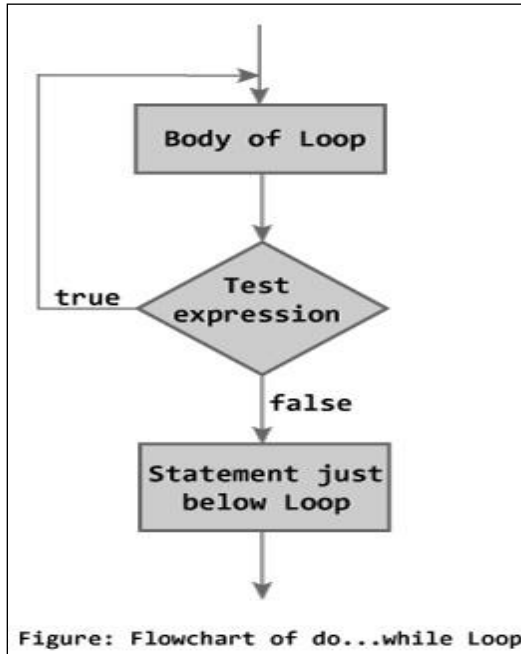 Body of Loop
Test
expression
true
false
Statement just
below Loop
Figure: Flowchart of do...while Loop